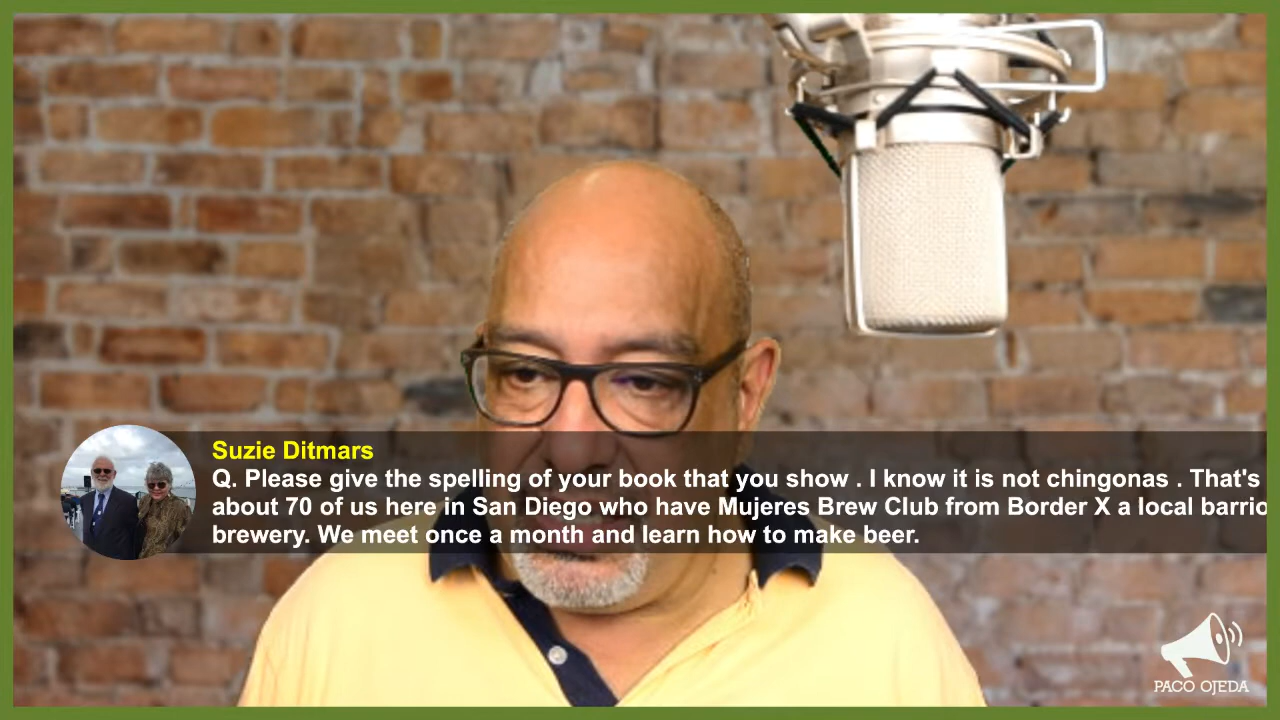 Suzie Ditmars
Q. Please give the spelling of your book that you show . I know it is not chingonas . That's
about 70 of us here in San Diego who have Mujeres Brew Club from Border X a local barrio
brewery. We meet once a month and learn how to make beer.
PACO OJEDA